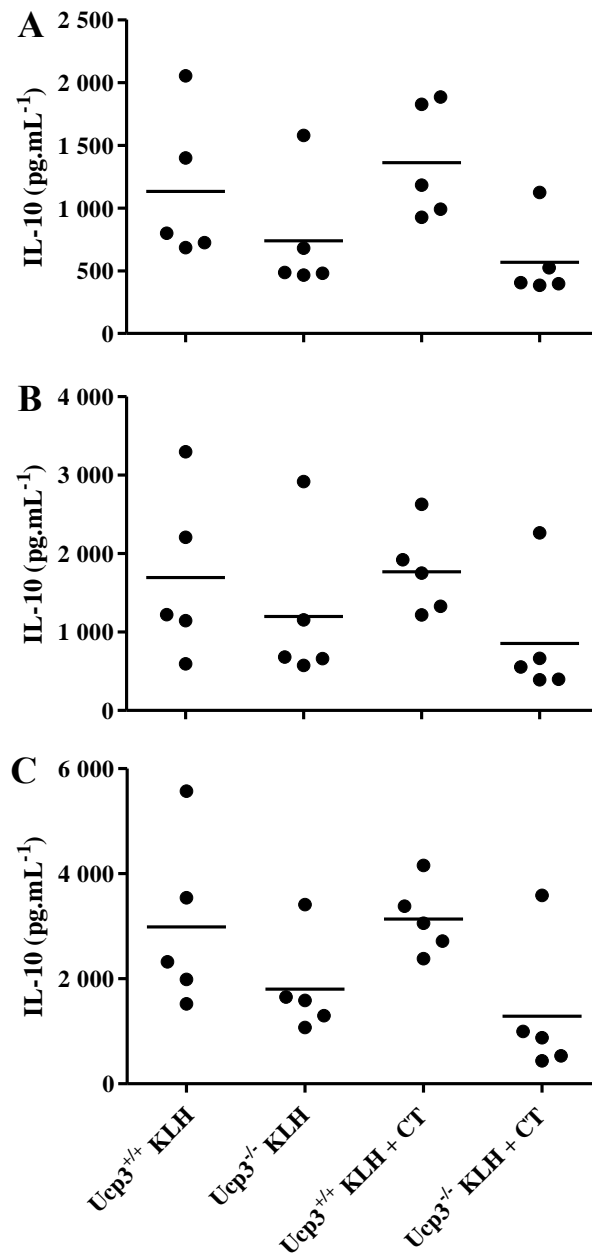 A
IL-10 (pg.mL⁻¹)
2 500
2 000
1 500
1 000
500
0
B
IL-10 (pg.mL⁻¹)
4 000
3 000
2 000
1 000
0
C
IL-10 (pg.mL⁻¹)
6 000
4 000
2 000
0
Ucp3⁺/⁺ KLH
Ucp3⁻/⁻ KLH
Ucp3⁺/⁺ KLH + CT
Ucp3⁻/⁻ KLH + CT